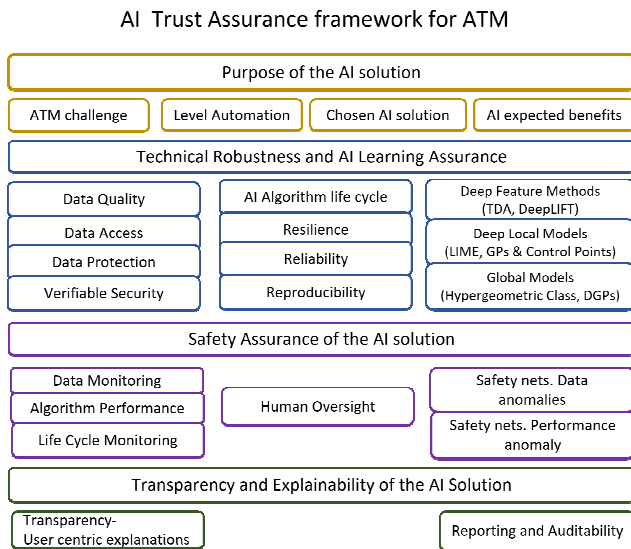 AI Trust Assurance framework for ATM
Purpose of the AI solution
ATM challenge
Level Automation
Chosen AI solution
AI expected benefits
Technical Robustness and AI Learning Assurance
Data Quality
Data Access
Data Protection
Verifiable Security
AI Algorithm life cycle
Resilience
Reliability
Reproducibility
Deep Feature Methods
(TDA, DeepLIFT)
Deep Local Models
(LIME, GPs & Control Points)
Global Models
(Hypergeometric Class, DGPs)
Safety Assurance of the AI solution
Data Monitoring
Algorithm Performance
Life Cycle Monitoring
Human Oversight
Safety nets. Data
anomalies
Safety nets. Performance
anomaly
Transparency and Explainability of the AI Solution
Transparency-
User centric explanations
Reporting and Auditability